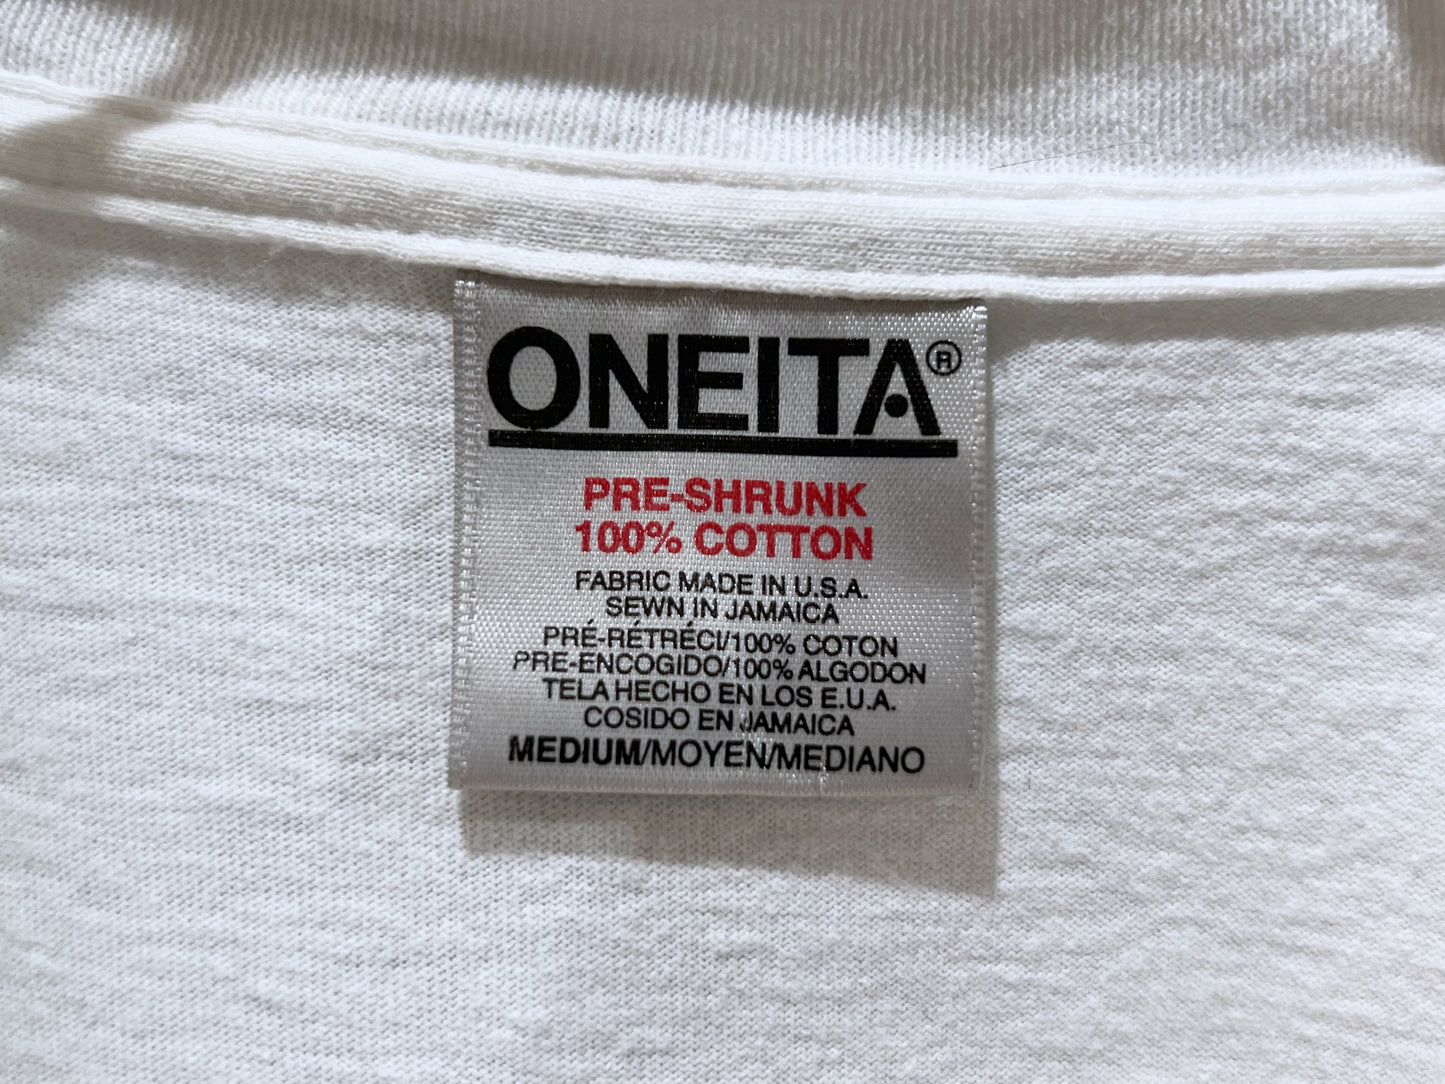 ONEITA®
PRE-SHRUNK
100% COTTON
FABRIC MADE IN U.S.A.
SEWN IN JAMAICA
PRÉ-RÉTRÉCI/100% COTON
PRE-ENCOGIDO/100% ALGODON
TELA HECHO EN LOS E.U.A.
COSIDO EN JAMAICA
MEDIUM/MOYEN/MEDIANO